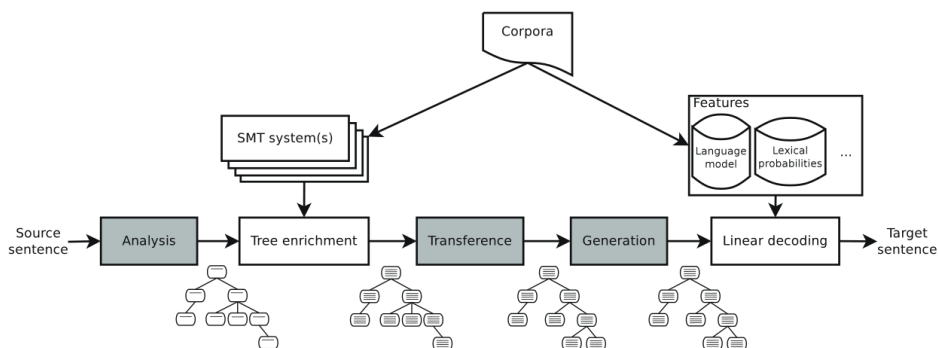 Corpora
Features
SMT system(s)
Language
model
Lexical
probabilities
...
Source
sentence
Analysis
Tree enrichment
Transference
Generation
Linear decoding
Target
sentence